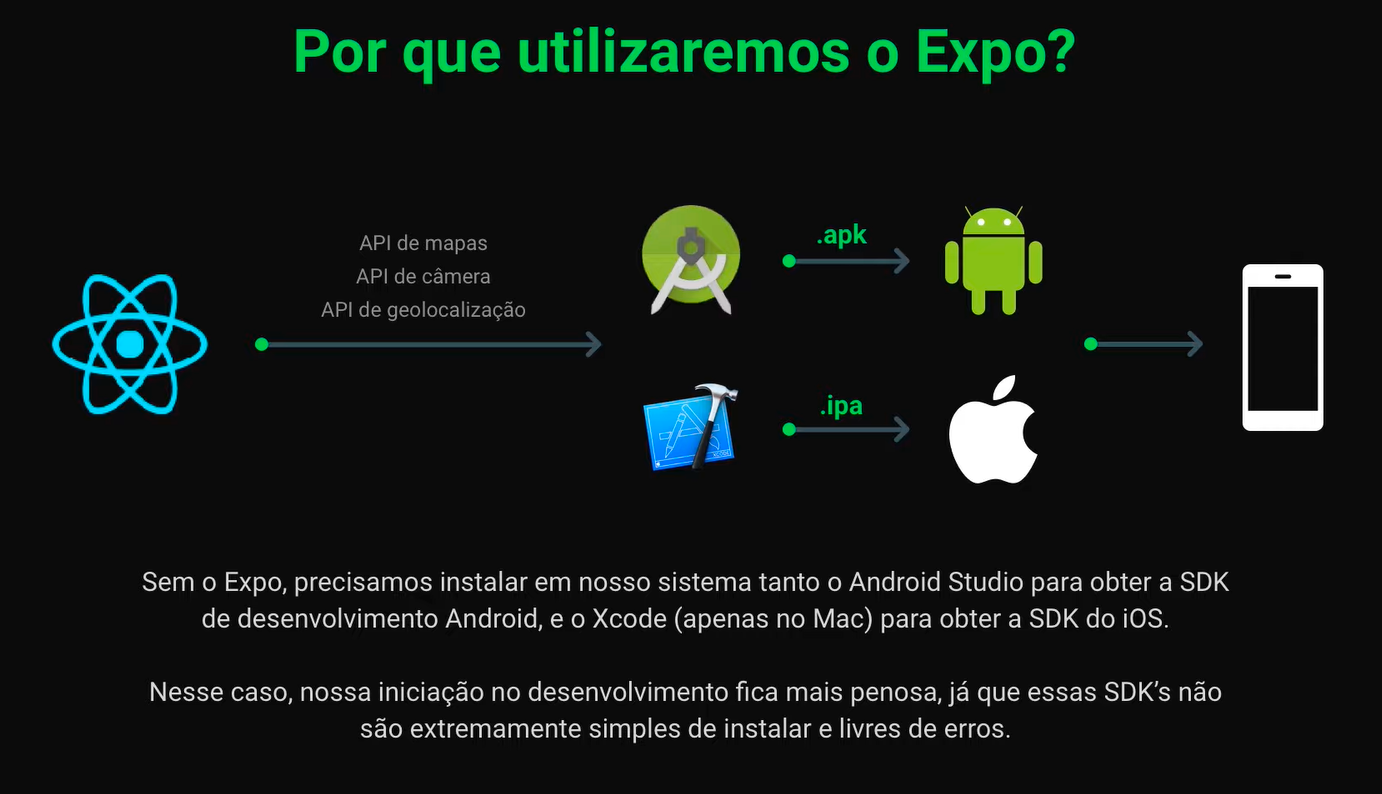 Por que utilizaremos o Expo?
API de mapas
API de câmera
API de geolocalização
.apk
.ipa
Sem o Expo, precisamos instalar em nosso sistema tanto o Android Studio para obter a SDK
de desenvolvimento Android, e o Xcode (apenas no Mac) para obter a SDK do iOS.
Nesse caso, nossa iniciação no desenvolvimento fica mais penosa, já que essas SDK’s não
são extremamente simples de instalar e livres de erros.